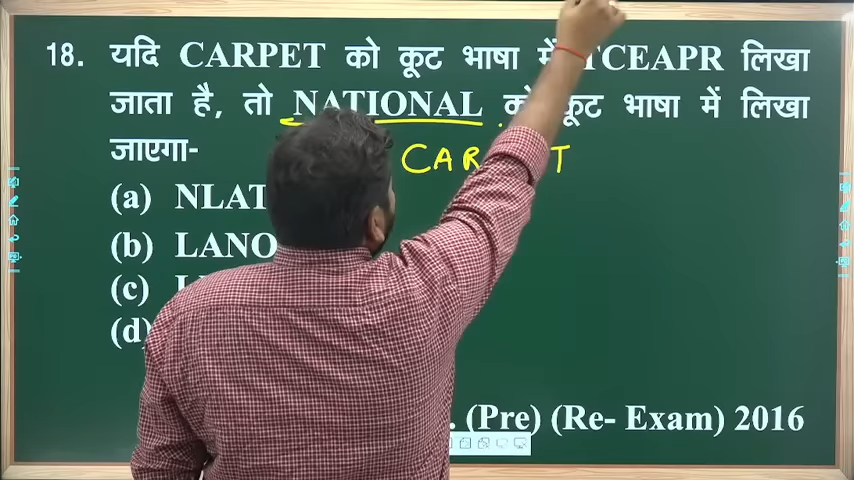 18. यदि CARPET को कूट भाषा में TCEAPR लिखा
जाता है, तो NATIONAL को कूट भाषा में लिखा
जाएगा-
CAR T
(a) NLAT
(b) LANO
(c)
(d)
(Pre) (Re- Exam) 2016